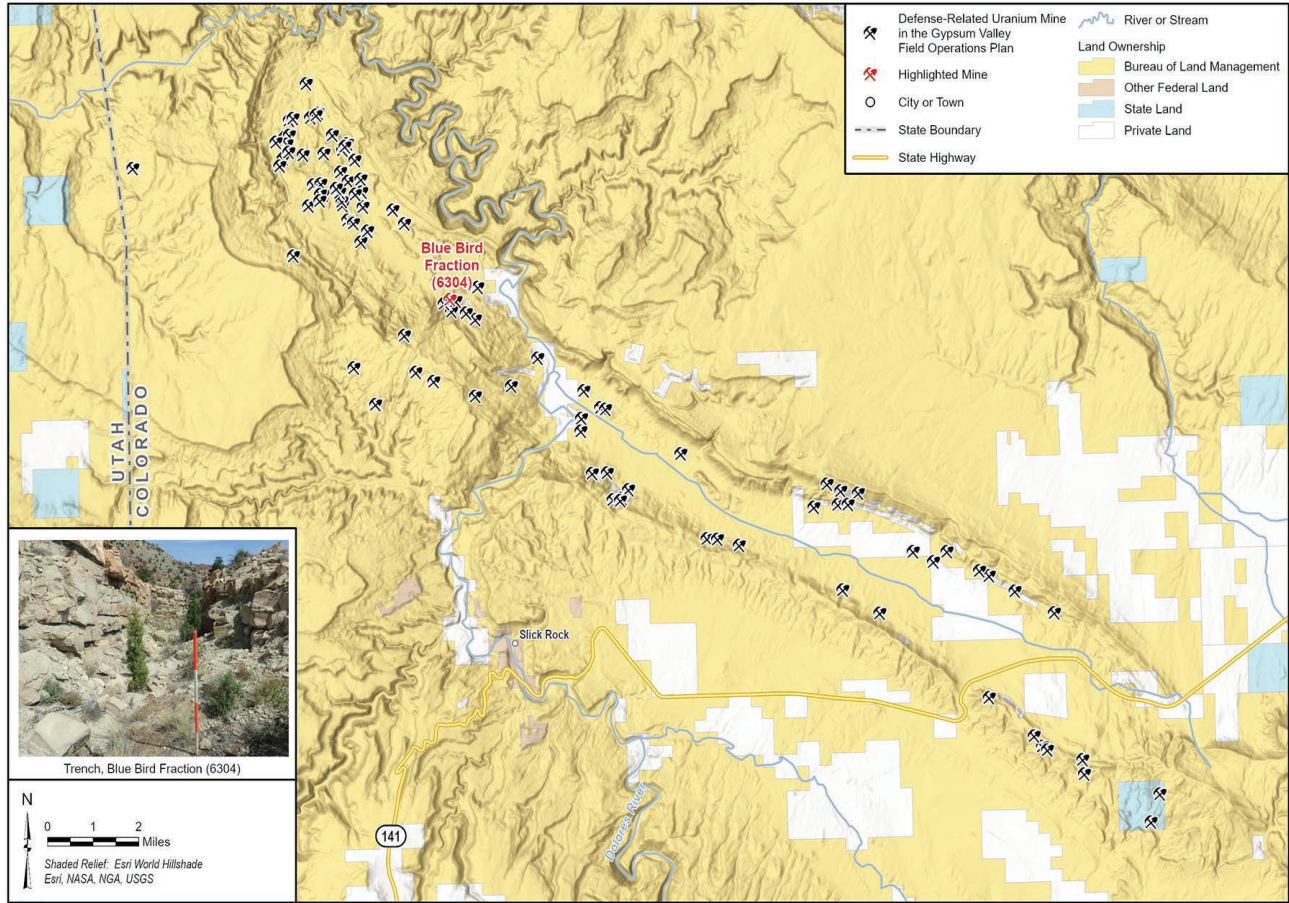 Defense-Related Uranium Mine
in the Gypsum Valley
Field Operations Plan
Highlighted Mine
City or Town
State Boundary
State Highway
River or Stream
Land Ownership
Bureau of Land Management
Other Federal Land
State Land
Private Land
Blue Bird
Fraction
(6304)
UTAH
COLORADO
Slick Rock
Dolores River
141
Trench, Blue Bird Fraction (6304)
N
0 1 2
Miles
Shaded Relief: Esri World Hillshade
Esri, NASA, NGA, USGS